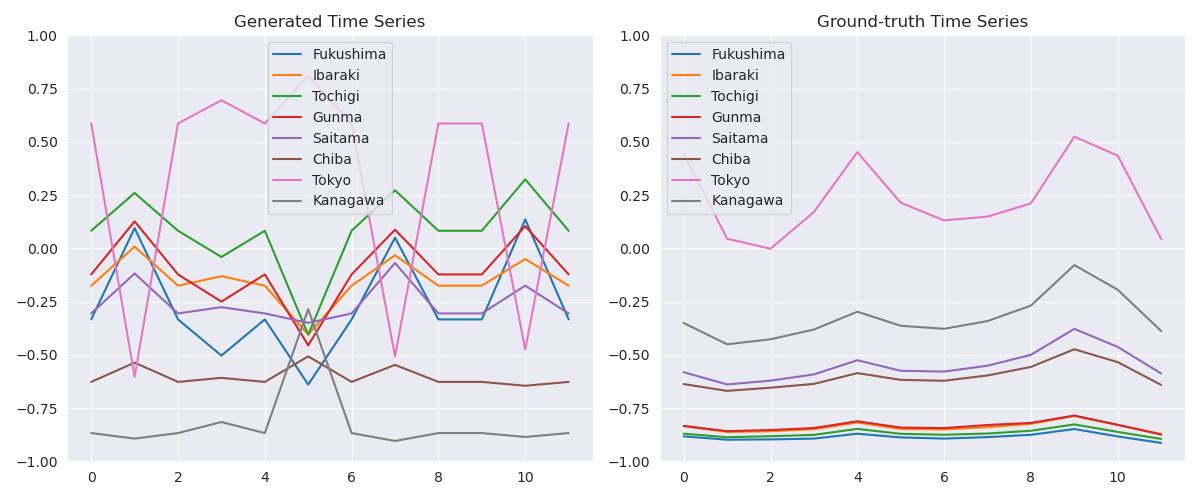 Generated Time Series
1.00
0.75
0.50
0.25
0.00
−0.25
−0.50
−0.75
−1.00
0 2 4 6 8 10
Fukushima
Ibaraki
Tochigi
Gunma
Saitama
Chiba
Tokyo
Kanagawa
Ground-truth Time Series
1.00
0.75
0.50
0.25
0.00
−0.25
−0.50
−0.75
−1.00
0 2 4 6 8 10
Fukushima
Ibaraki
Tochigi
Gunma
Saitama
Chiba
Tokyo
Kanagawa